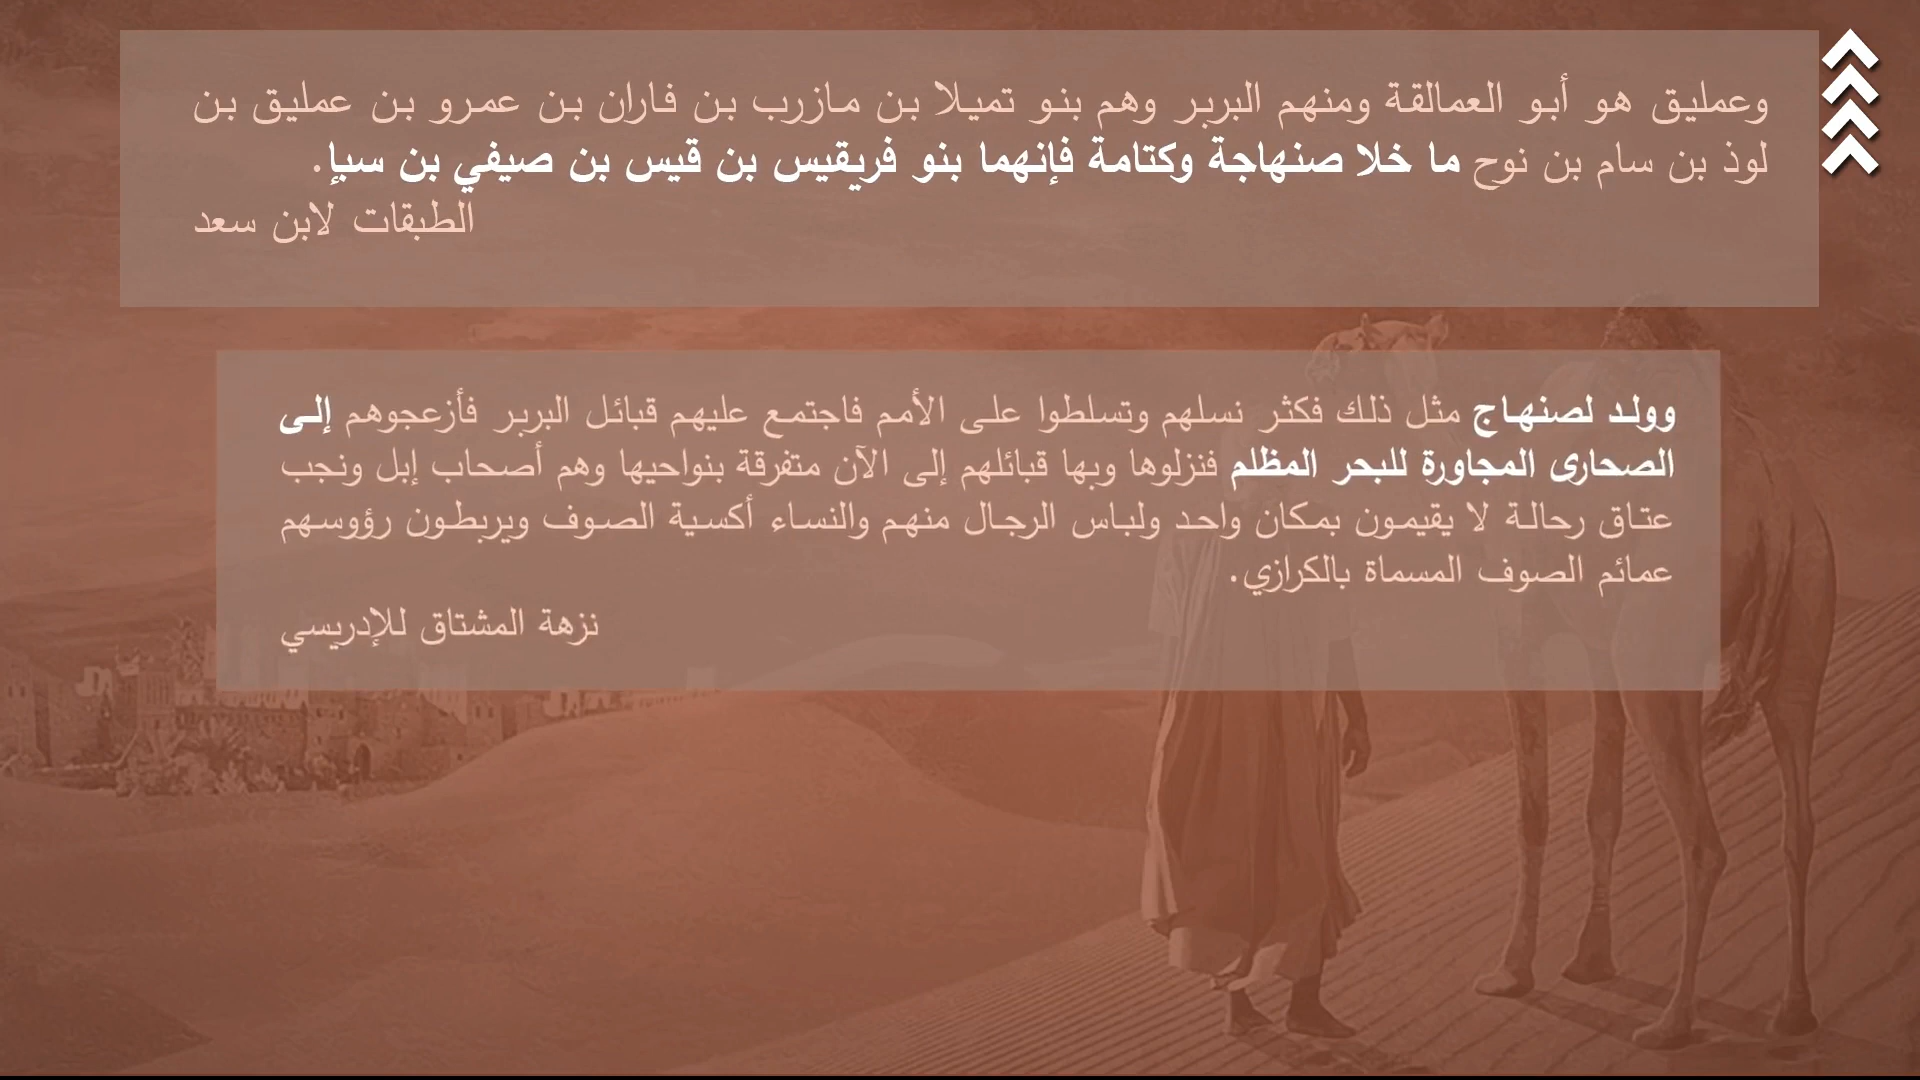 وعمليق هو أبو العمالقة ومنهم البربر وهم بنو تميلا بن مازرب بن فاران بن عمرو بن عمليق بن
لوذ بن سام بن نوح ما خلا صنهاجة وكتامة فإنهما بنو فريقيس بن قيس بن صيفي بن سبإ.
الطبقات لابن سعد
وولد لصنهاج مثل ذلك فكثر نسلهم وتسلطوا على الأمم فاجتمع عليهم قبائل البربر فأزعجوهم إلى
الصحارى المجاورة للبحر المظلم فنزلوها وبها قبائلهم إلى الآن متفرقة بنواحيها وهم أصحاب إبل ونجب
عتاق رحالة لا يقيمون بمكان واحد ولباس الرجال منهم والنساء أكسية الصوف ويربطون رؤوسهم
عمائم الصوف المسماة بالكرازي.
نزهة المشتاق للإدريسي